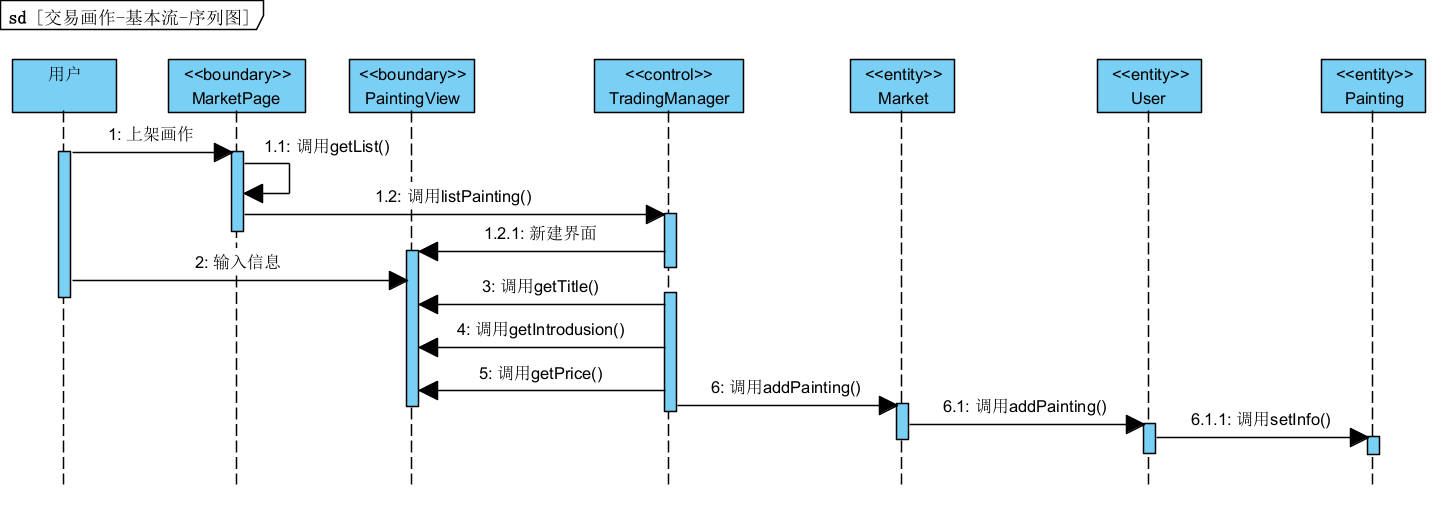 sd [交易画作-基本流-序列图]
用户
<<boundary>>
MarketPage
<<boundary>>
PaintingView
<<control>>
TradingManager
<<entity>>
Market
<<entity>>
User
<<entity>>
Painting
1: 上架画作
1.1: 调用getList()
1.2: 调用listPainting()
1.2.1: 新建界面
2: 输入信息
3: 调用getTitle()
4: 调用getIntrodusion()
5: 调用getPrice()
6: 调用addPainting()
6.1: 调用addPainting()
6.1.1: 调用setInfo()